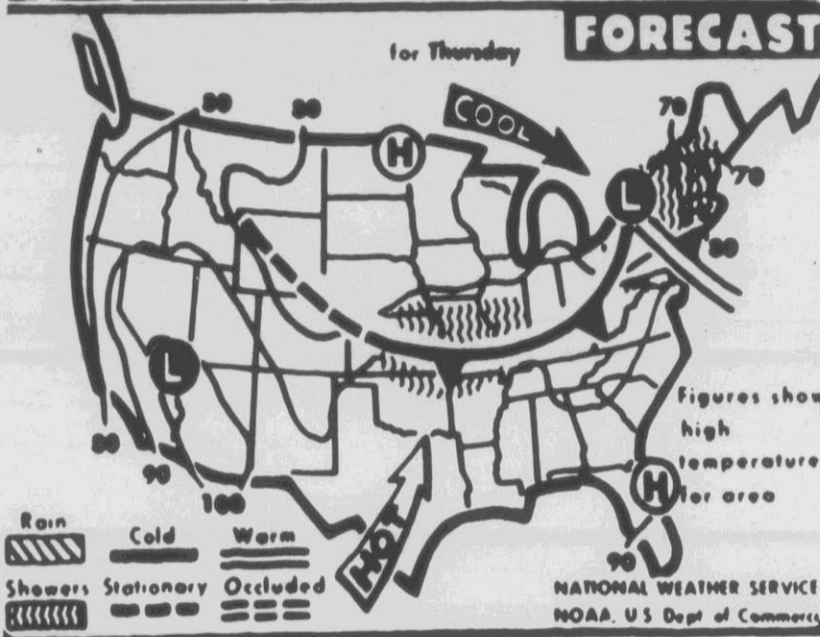 FORECAST
for Thursday
COOL
80
80
H
70
70
L
80
L
80
90
100
HOT
H
90
Figures show
high
temperature
for area
Rain
Cold
Warm
Showers
Stationary
Occluded
NATIONAL WEATHER SERVICE
NOAA, U S Dept of Commerce